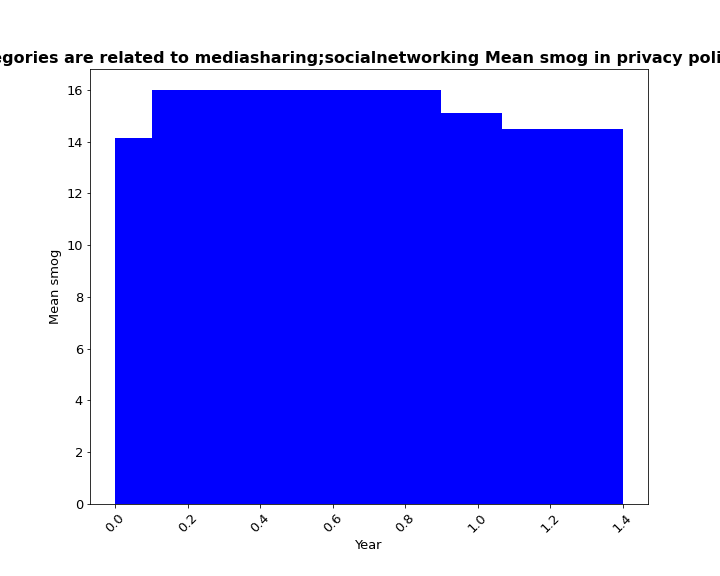 egories are related to mediasharing;socialnetworking Mean smog in privacy poli
16
14
12
10
8
6
4
2
0
Mean smog
0.0 0.2 0.4 0.6 0.8 1.0 1.2 1.4
Year